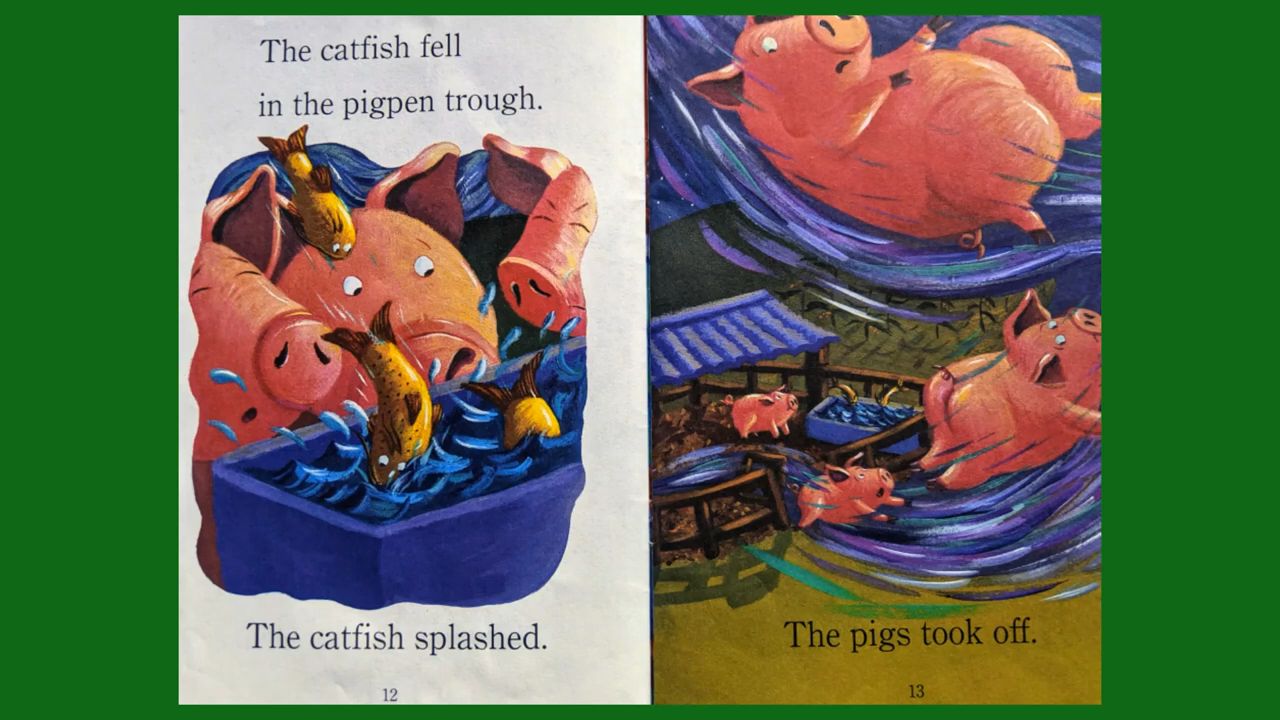 The catfish fell
in the pigpen trough.
The catfish splashed.
12
The pigs took off.
13